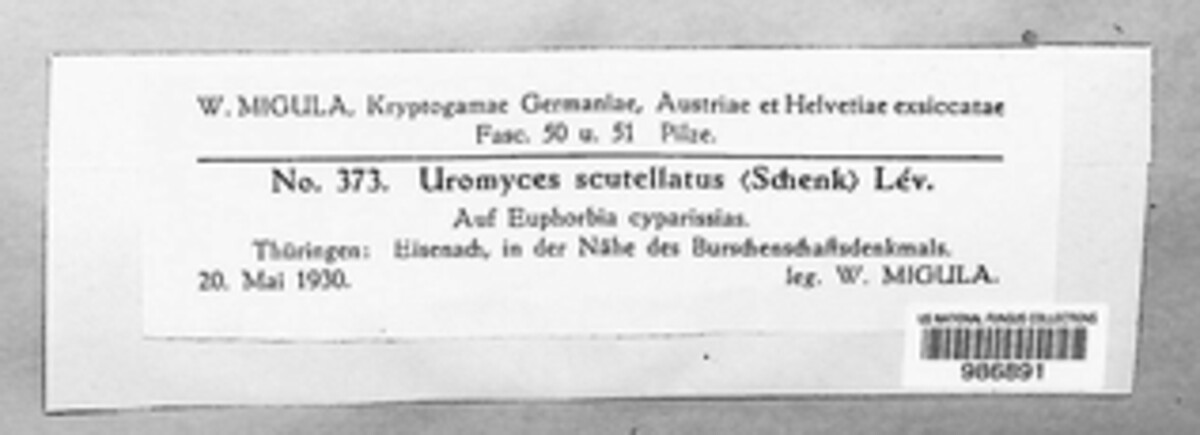 W. MIGULA, Kryptogamae Germaniae, Austriae et Helvetiae exsiccatae
Fasc. 50 u. 51 Pilze.
No. 373. Uromyces scutellatus (Schenk) Lév.
Auf Euphorbia cyparissias.
Thüringen: Eisenach, in der Nähe des Burschenschaftsdenkmals.
20. Mai 1930. leg. W. MIGULA.
US NATIONAL FUNGUS COLLECTIONS
986891